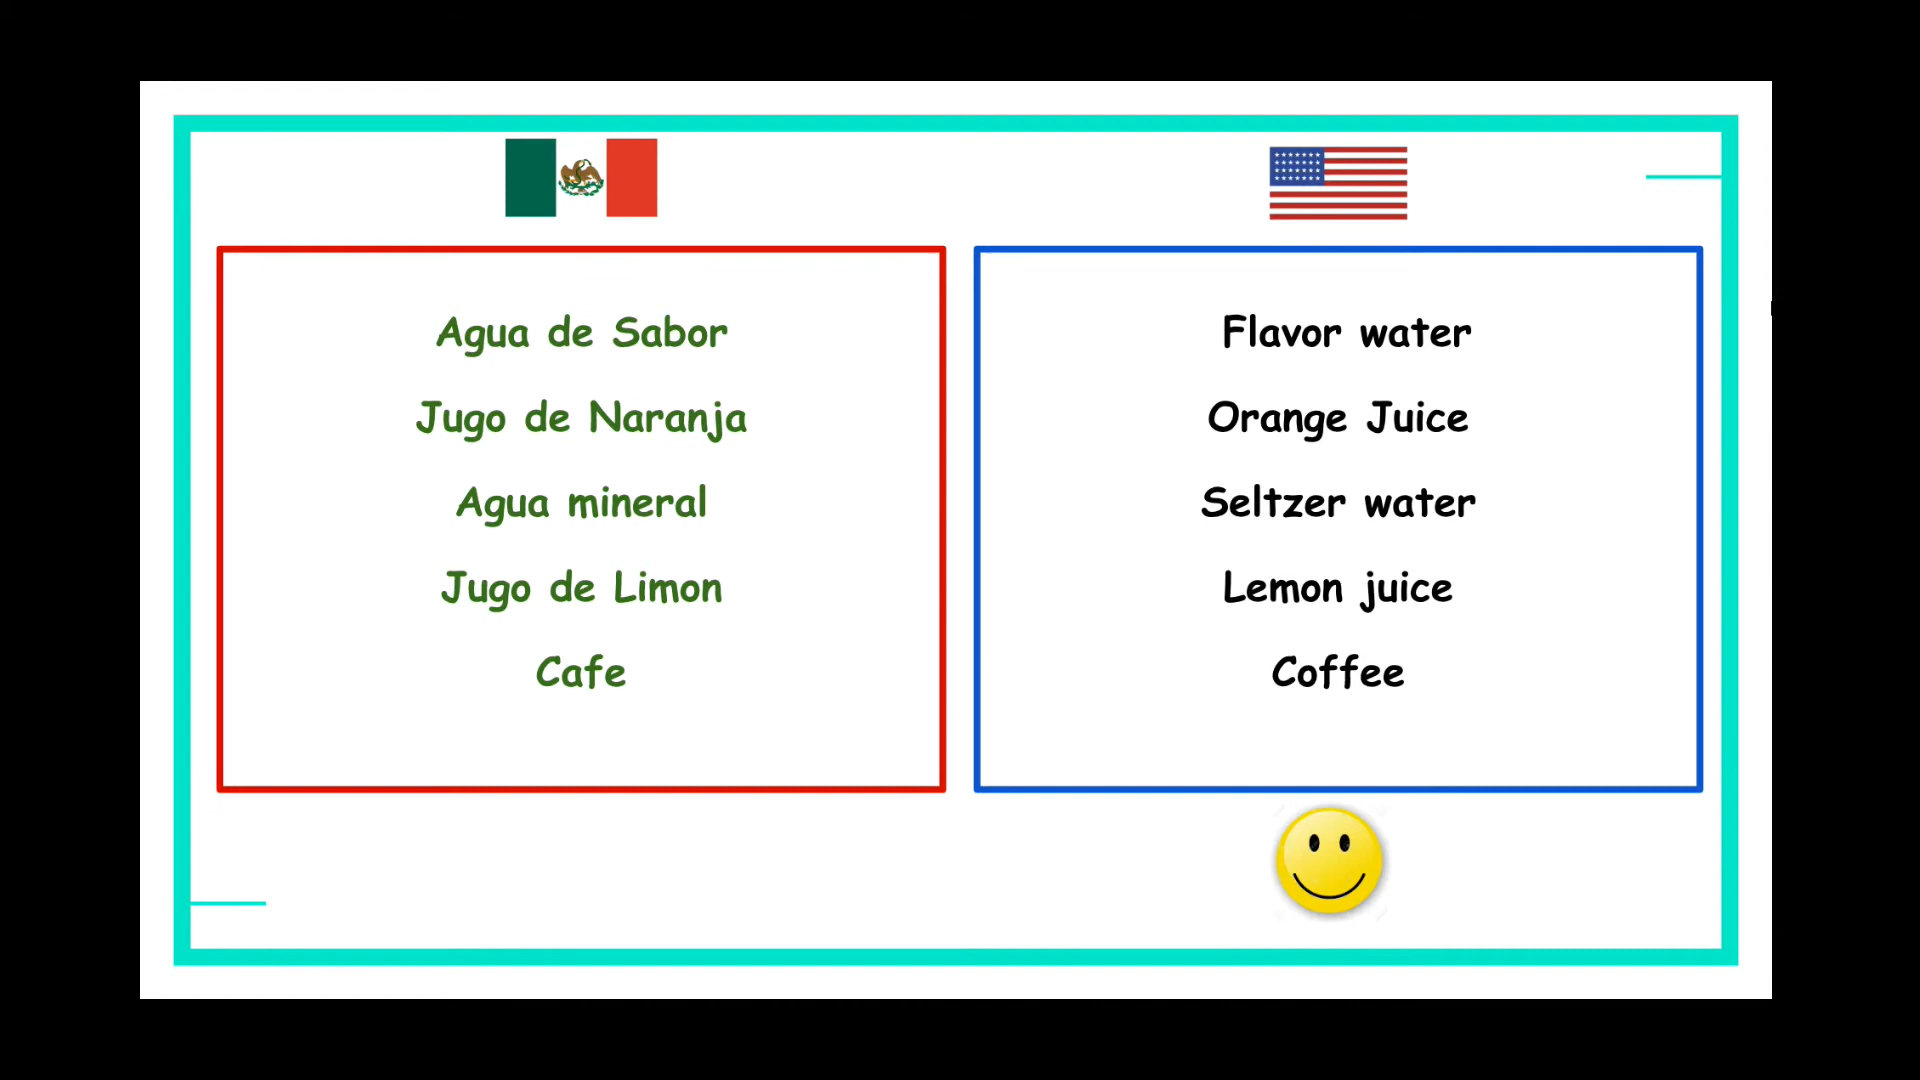 Agua de Sabor
Jugo de Naranja
Agua mineral
Jugo de Limon
Cafe
Flavor water
Orange Juice
Seltzer water
Lemon juice
Coffee